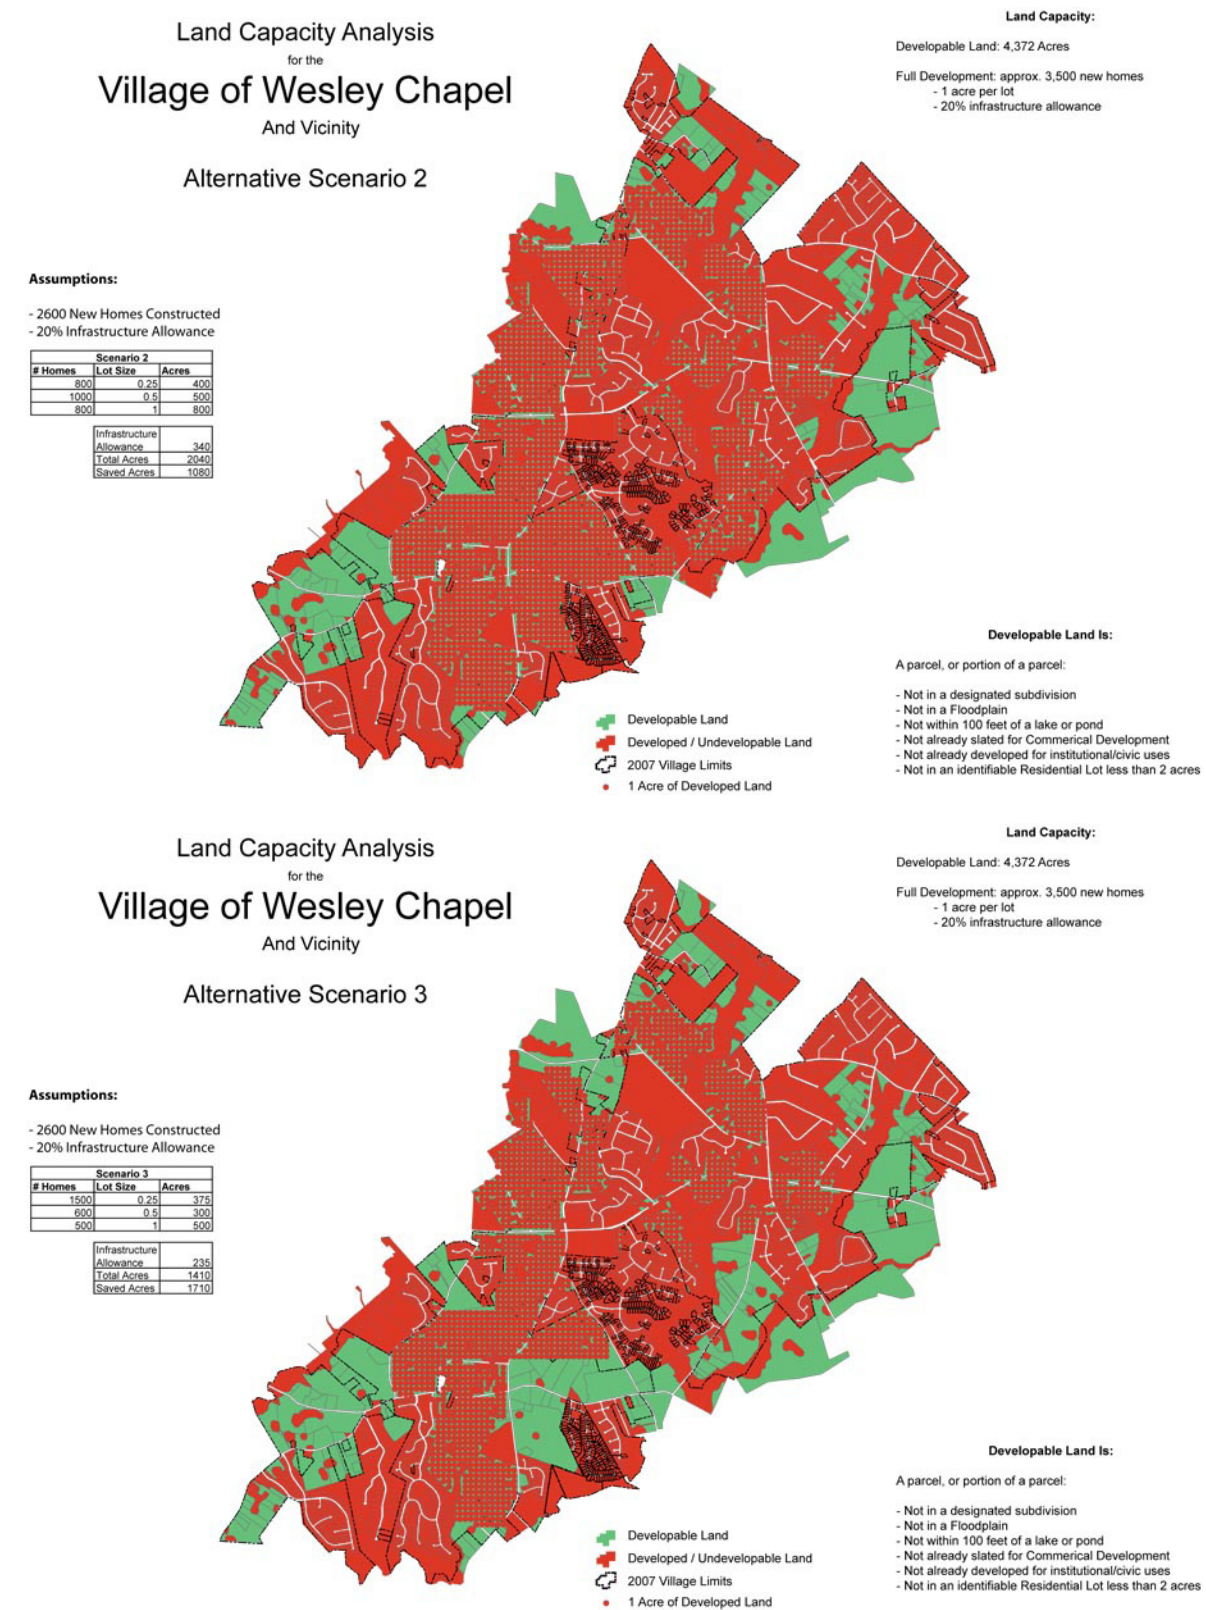 Land Capacity Analysis
for the
Village of Wesley Chapel
And Vicinity
Alternative Scenario 2
Land Capacity:
Developable Land: 4,372 Acres
Full Development: approx. 3,500 new homes
- 1 acre per lot
- 20% infrastructure allowance
Assumptions:
- 2600 New Homes Constructed
- 20% Infrastructure Allowance
Scenario 2
# Homes Lot Size Acres
800 0.25 400
1000 0.5 500
800 1 800
Infrastructure
Allowance 340
Total Acres 2040
Saved Acres 1080
Developable Land
Developed / Undevelopable Land
2007 Village Limits
1 Acre of Developed Land
Developable Land Is:
A parcel, or portion of a parcel:
- Not in a designated subdivision
- Not in a Floodplain
- Not within 100 feet of a lake or pond
- Not already slated for Commerical Development
- Not already developed for institutional/civic uses
- Not in an identifiable Residential Lot less than 2 acres
Land Capacity Analysis
for the
Village of Wesley Chapel
And Vicinity
Alternative Scenario 3
Land Capacity:
Developable Land: 4,372 Acres
Full Development: approx. 3,500 new homes
- 1 acre per lot
- 20% infrastructure allowance
Assumptions:
- 2600 New Homes Constructed
- 20% Infrastructure Allowance
Scenario 3
# Homes Lot Size Acres
1500 0.25 375
600 0.5 300
500 1 500
Infrastructure
Allowance 235
Total Acres 1410
Saved Acres 1710
Developable Land
Developed / Undevelopable Land
2007 Village Limits
1 Acre of Developed Land
Developable Land Is:
A parcel, or portion of a parcel:
- Not in a designated subdivision
- Not in a Floodplain
- Not within 100 feet of a lake or pond
- Not already slated for Commerical Development
- Not already developed for institutional/civic uses
- Not in an identifiable Residential Lot less than 2 acres